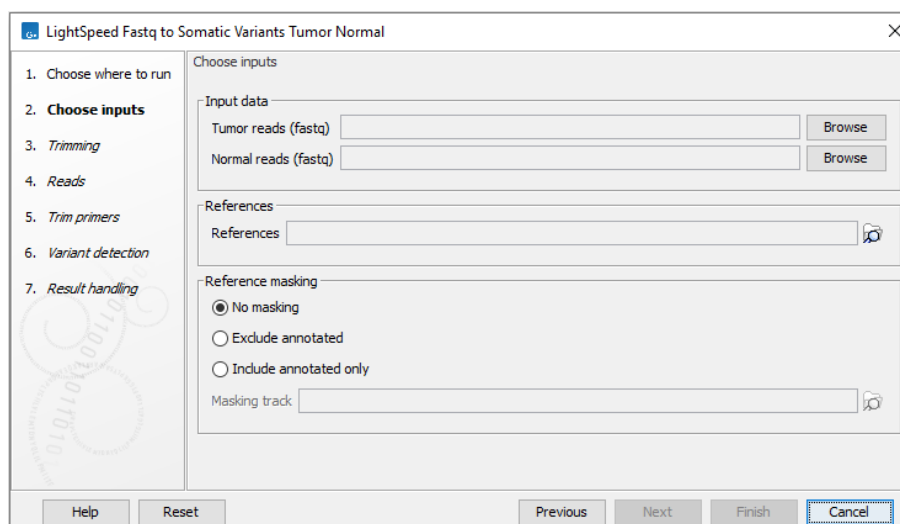 LightSpeed Fastq to Somatic Variants Tumor Normal
1. Choose where to run
2. Choose inputs
3. Trimming
4. Reads
5. Trim primers
6. Variant detection
7. Result handling
Choose inputs
Input data
Tumor reads (fastq) Browse
Normal reads (fastq) Browse
References
References
Reference masking
No masking
Exclude annotated
Include annotated only
Masking track
Help Reset Previous Next Finish Cancel